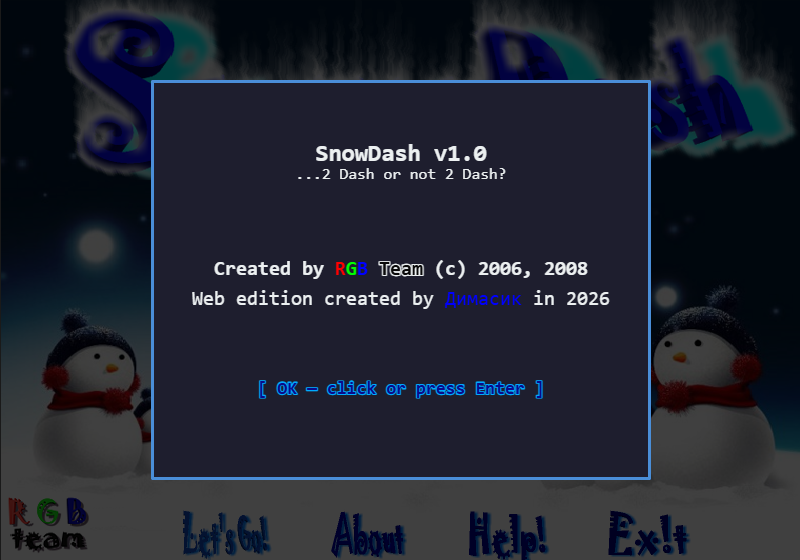 SnowDash v1.0
...2 Dash or not 2 Dash?
Created by RGB Team (c) 2006, 2008
Web edition created by Димасик in 2026
[ OK — click or press Enter ]
RGB
team
Let's Go!
About
Help!
Ex!t